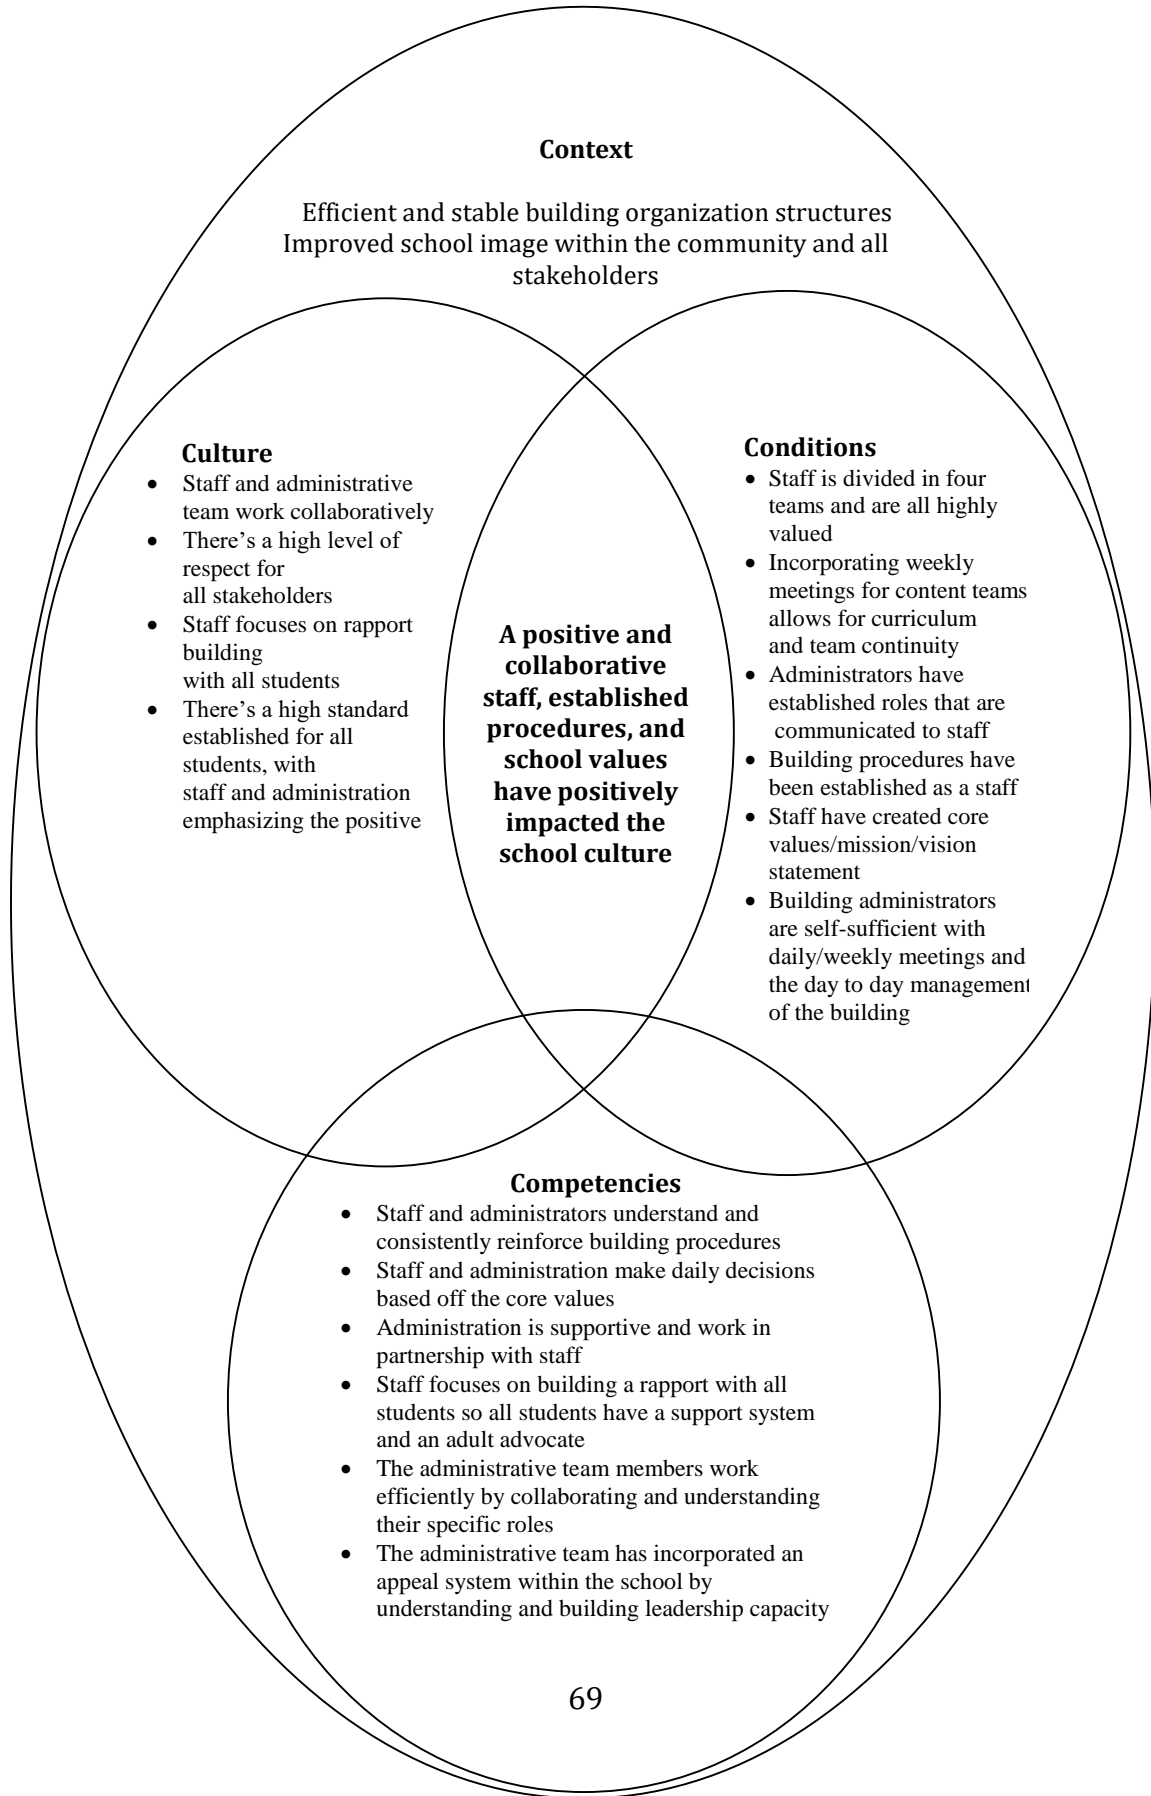 Context
Efficient and stable building organization structures
Improved school image within the community and all
stakeholders
Culture
• Staff and administrative
team work collaboratively
• There’s a high level of
respect for
all stakeholders
• Staff focuses on rapport
building
with all students
• There’s a high standard
established for all
students, with
staff and administration
emphasizing the positive
A positive and
collaborative
staff, established
procedures, and
school values
have positively
impacted the
school culture
Conditions
• Staff is divided in four
teams and are all highly
valued
• Incorporating weekly
meetings for content teams
allows for curriculum
and team continuity
• Administrators have
established roles that are
communicated to staff
• Building procedures have
been established as a staff
• Staff have created core
values/mission/vision
statement
• Building administrators
are self-sufficient with
daily/weekly meetings and
the day to day management
of the building
Competencies
• Staff and administrators understand and
consistently reinforce building procedures
• Staff and administration make daily decisions
based off the core values
• Administration is supportive and work in
partnership with staff
• Staff focuses on building a rapport with all
students so all students have a support system
and an adult advocate
• The administrative team members work
efficiently by collaborating and understanding
their specific roles
• The administrative team has incorporated an
appeal system within the school by
understanding and building leadership capacity
69